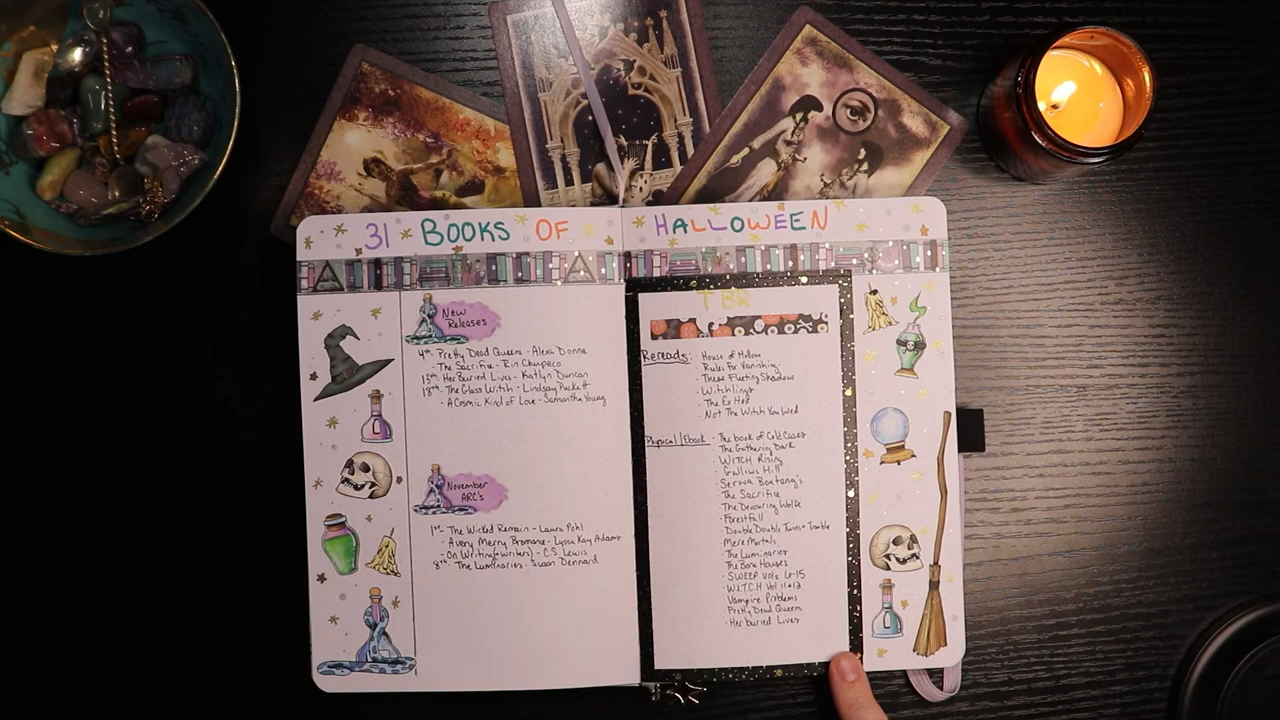 31 BOOKS OF HALLOWEEN
New Releases
4th - Pretty Dead Queens - Alexa Donne
- The Sacrifice - Rin Chupeco
13th - Her Buried Lives - Kaitlyn Duncan
18th - The Glass Witch - Lindsay Puckett
- A Cosmic Kind of Love - Samantha Young
November ARC's
1st - The Wicked Remain - Laura Pohl
- A Very Merry Bromance - Lyssa Kay Adams
- On Writing (+ Writers) - C.S. Lewis
8th - The Luminaries - Susan Dennard
TBR
Rereads: - House of Hollow
- Rules For Vanishing
- These Fleeting Shadows
- Witchlings
- The Ex Hex
- Not The Witch You Wed
Physical/Ebook - The book of Cold Cases
- The Gathering Dark
- WITCH Rising
- Gallows Hill
- Serwa Boateng's
- The Sacrifice
- The Devouring Wolf
- Forestfall
- Double Double Twins + Trouble
- Mere Mortals
- The Luminaries
- The Bone Houses
- SWEEP Vols 6-15
- W.I.T.C.H Vol 11+12
- Vampire Problems
- Pretty Dead Queens
- Her Buried Lives